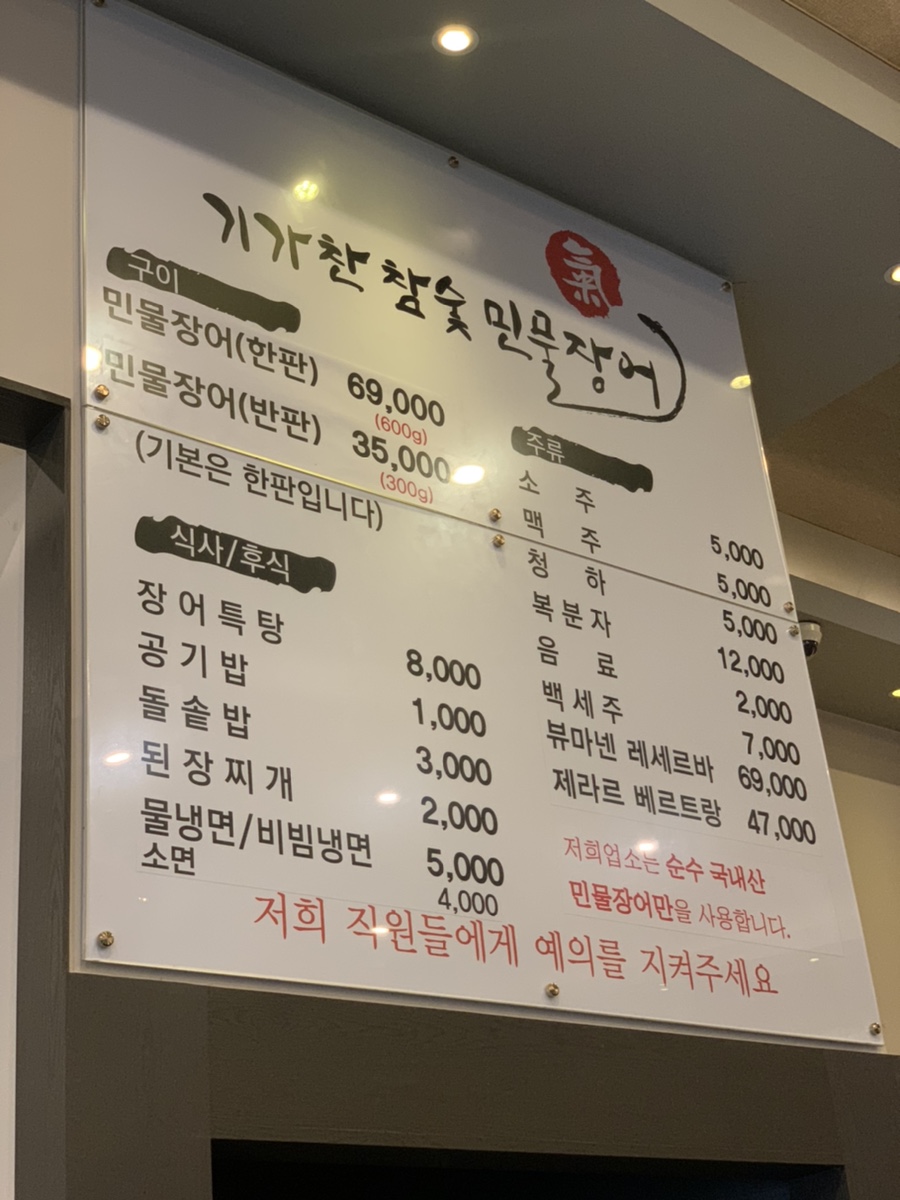 기가찬 참숯 민물장어
氣
구이
민물장어(한판) 69,000
(600g)
민물장어(반판) 35,000
(300g)
(기본은 한판입니다)
식사/후식
장어특탕 8,000
공기밥 1,000
돌솥밥 3,000
된장찌개 2,000
물냉면/비빔냉면 5,000
소면 4,000
주류
소 주 5,000
맥 주 5,000
청 하 5,000
복분자 12,000
음 료 2,000
백세주 7,000
뷰마넨 레세르바 69,000
제라르 베르트랑 47,000
저희업소는 순수 국내산
민물장어만을 사용합니다.
저희 직원들에게 예의를 지켜주세요